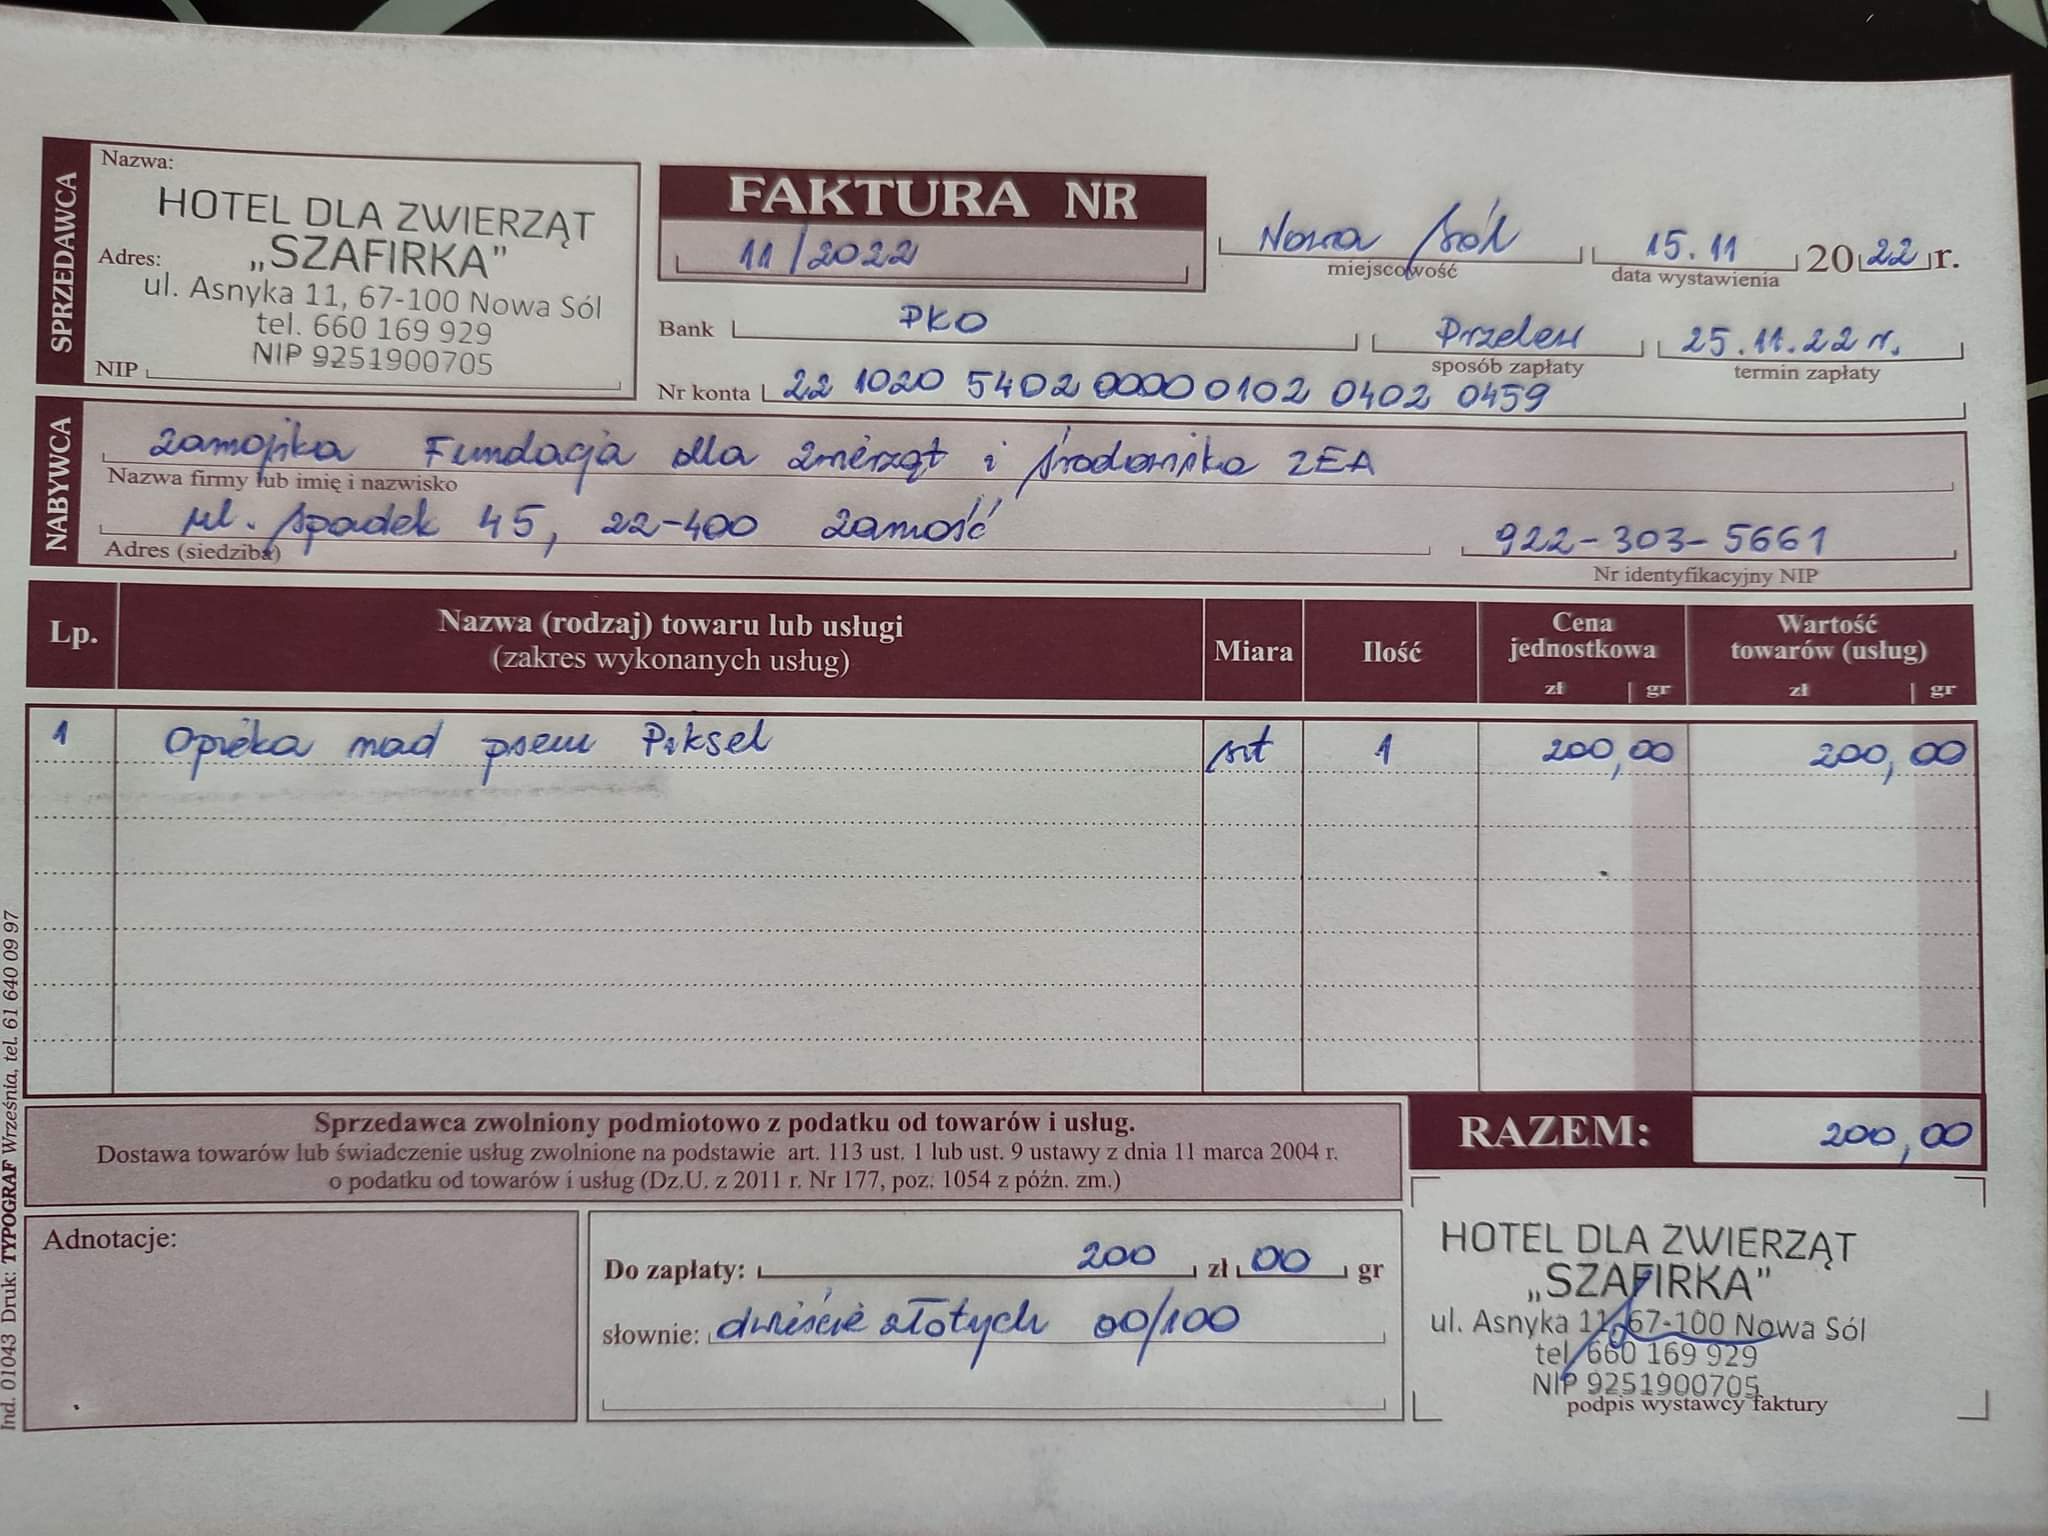 SPRZEDAWCA
Nazwa:
HOTEL DLA ZWIERZĄT
Adres:
„SZAFIRKA”
ul. Asnyka 11, 67-100 Nowa Sól
tel. 660 169 929
NIP 9251900705
NIP
FAKTURA NR
11/2022
Nowa Sól
miejscowość
15.11 2022 r.
data wystawienia
Bank PKO
Przelew
sposób zapłaty
25.11.22 r.
termin zapłaty
Nr konta 22 1020 5402 0000 0102 0402 0459
NABYWCA
Zamojska Fundacja dla Zwierząt i Środowiska ZEA
Nazwa firmy lub imię i nazwisko
ul. Spadek 45, 22-400 Zamość
Adres (siedziba)
922-303-5661
Nr identyfikacyjny NIP
Lp. Nazwa (rodzaj) towaru lub usługi (zakres wykonanych usług) Miara Ilość Cena jednostkowa zł gr Wartość towarów (usług) zł gr
1 Opieka nad psem Piksel szt 1 200,00 200,00
Sprzedawca zwolniony podmiotowo z podatku od towarów i usług.
Dostawa towarów lub świadczenie usług zwolnione na podstawie art. 113 ust. 1 lub ust. 9 ustawy z dnia 11 marca 2004 r.
o podatku od towarów i usług (Dz.U. z 2011 r. Nr 177, poz. 1054 z późn. zm.)
RAZEM: 200,00
Adnotacje:
Do zapłaty: 200 zł 00 gr
słownie: dwieście złotych 00/100
HOTEL DLA ZWIERZĄT
„SZAFIRKA”
ul. Asnyka 11, 67-100 Nowa Sól
tel. 660 169 929
NIP 9251900705
podpis wystawcy faktury
Ind. 01043 Druk: TYPOGRAF Września, tel. 61 640 09 97